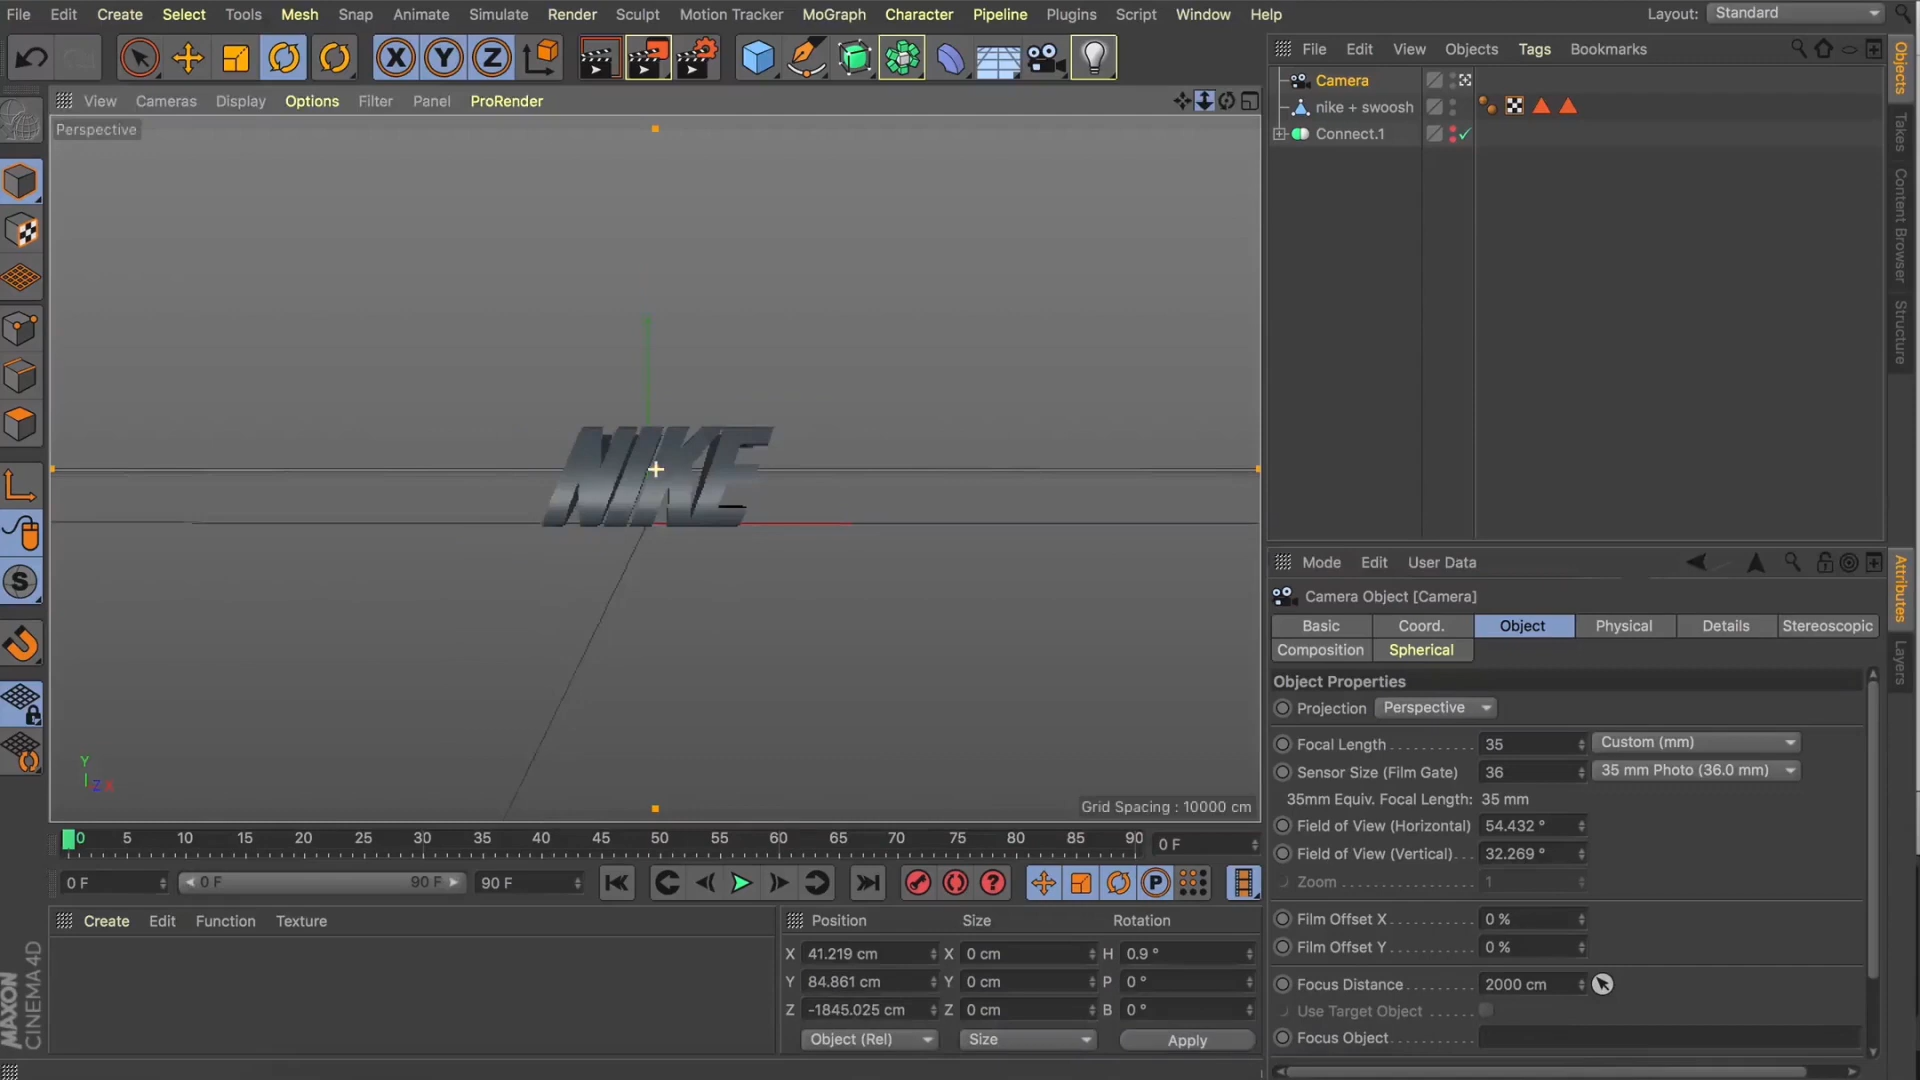 File Edit Create Select Tools Mesh Snap Animate Simulate Render Sculpt Motion Tracker MoGraph Character Pipeline Plugins Script Window Help Layout: Standard
X Y Z
View Cameras Display Options Filter Panel ProRender
Perspective
NIKE
Y
Z X
Grid Spacing : 10000 cm
S
0 5 10 15 20 25 30 35 40 45 50 55 60 65 70 75 80 85 90 0 F
0 F 0 F 90 F 90 F P
Create Edit Function Texture
MAXON
CINEMA 4D
Position Size Rotation
X 41.219 cm X 0 cm H 0.9 °
Y 84.861 cm Y 0 cm P 0 °
Z -1845.025 cm Z 0 cm B 0 °
Object (Rel) Size Apply
File Edit View Objects Tags Bookmarks
Camera
nike + swoosh
Connect.1
Objects
Takes
Content Browser
Structure
Mode Edit User Data
Camera Object [Camera]
Basic Coord. Object Physical Details Stereoscopic
Composition Spherical
Object Properties
Projection Perspective
Focal Length 35 Custom (mm)
Sensor Size (Film Gate) 36 35 mm Photo (36.0 mm)
35mm Equiv. Focal Length: 35 mm
Field of View (Horizontal) 54.432 °
Field of View (Vertical) 32.269 °
Zoom 1
Film Offset X 0 %
Film Offset Y 0 %
Focus Distance 2000 cm
Use Target Object
Focus Object
Attributes
Layers